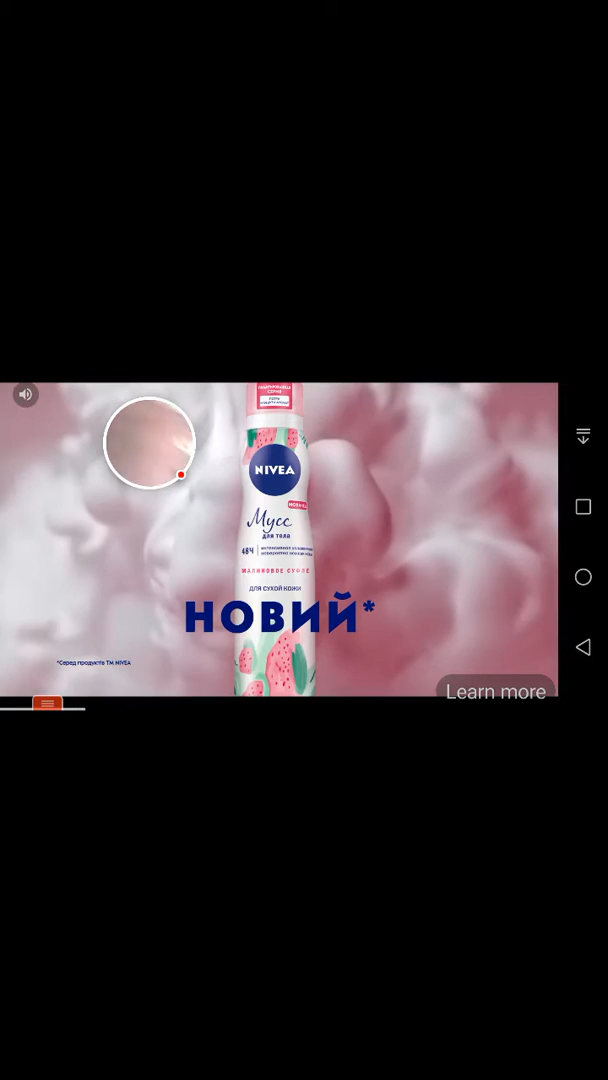 NIVEA
Мусс
для тела
48Ч
МАЛИНОВОЕ СУФЛЕ
ДЛЯ СУХОЙ КОЖИ
НОВИЙ*
*Серед продуктів ТМ NIVEA
Learn more